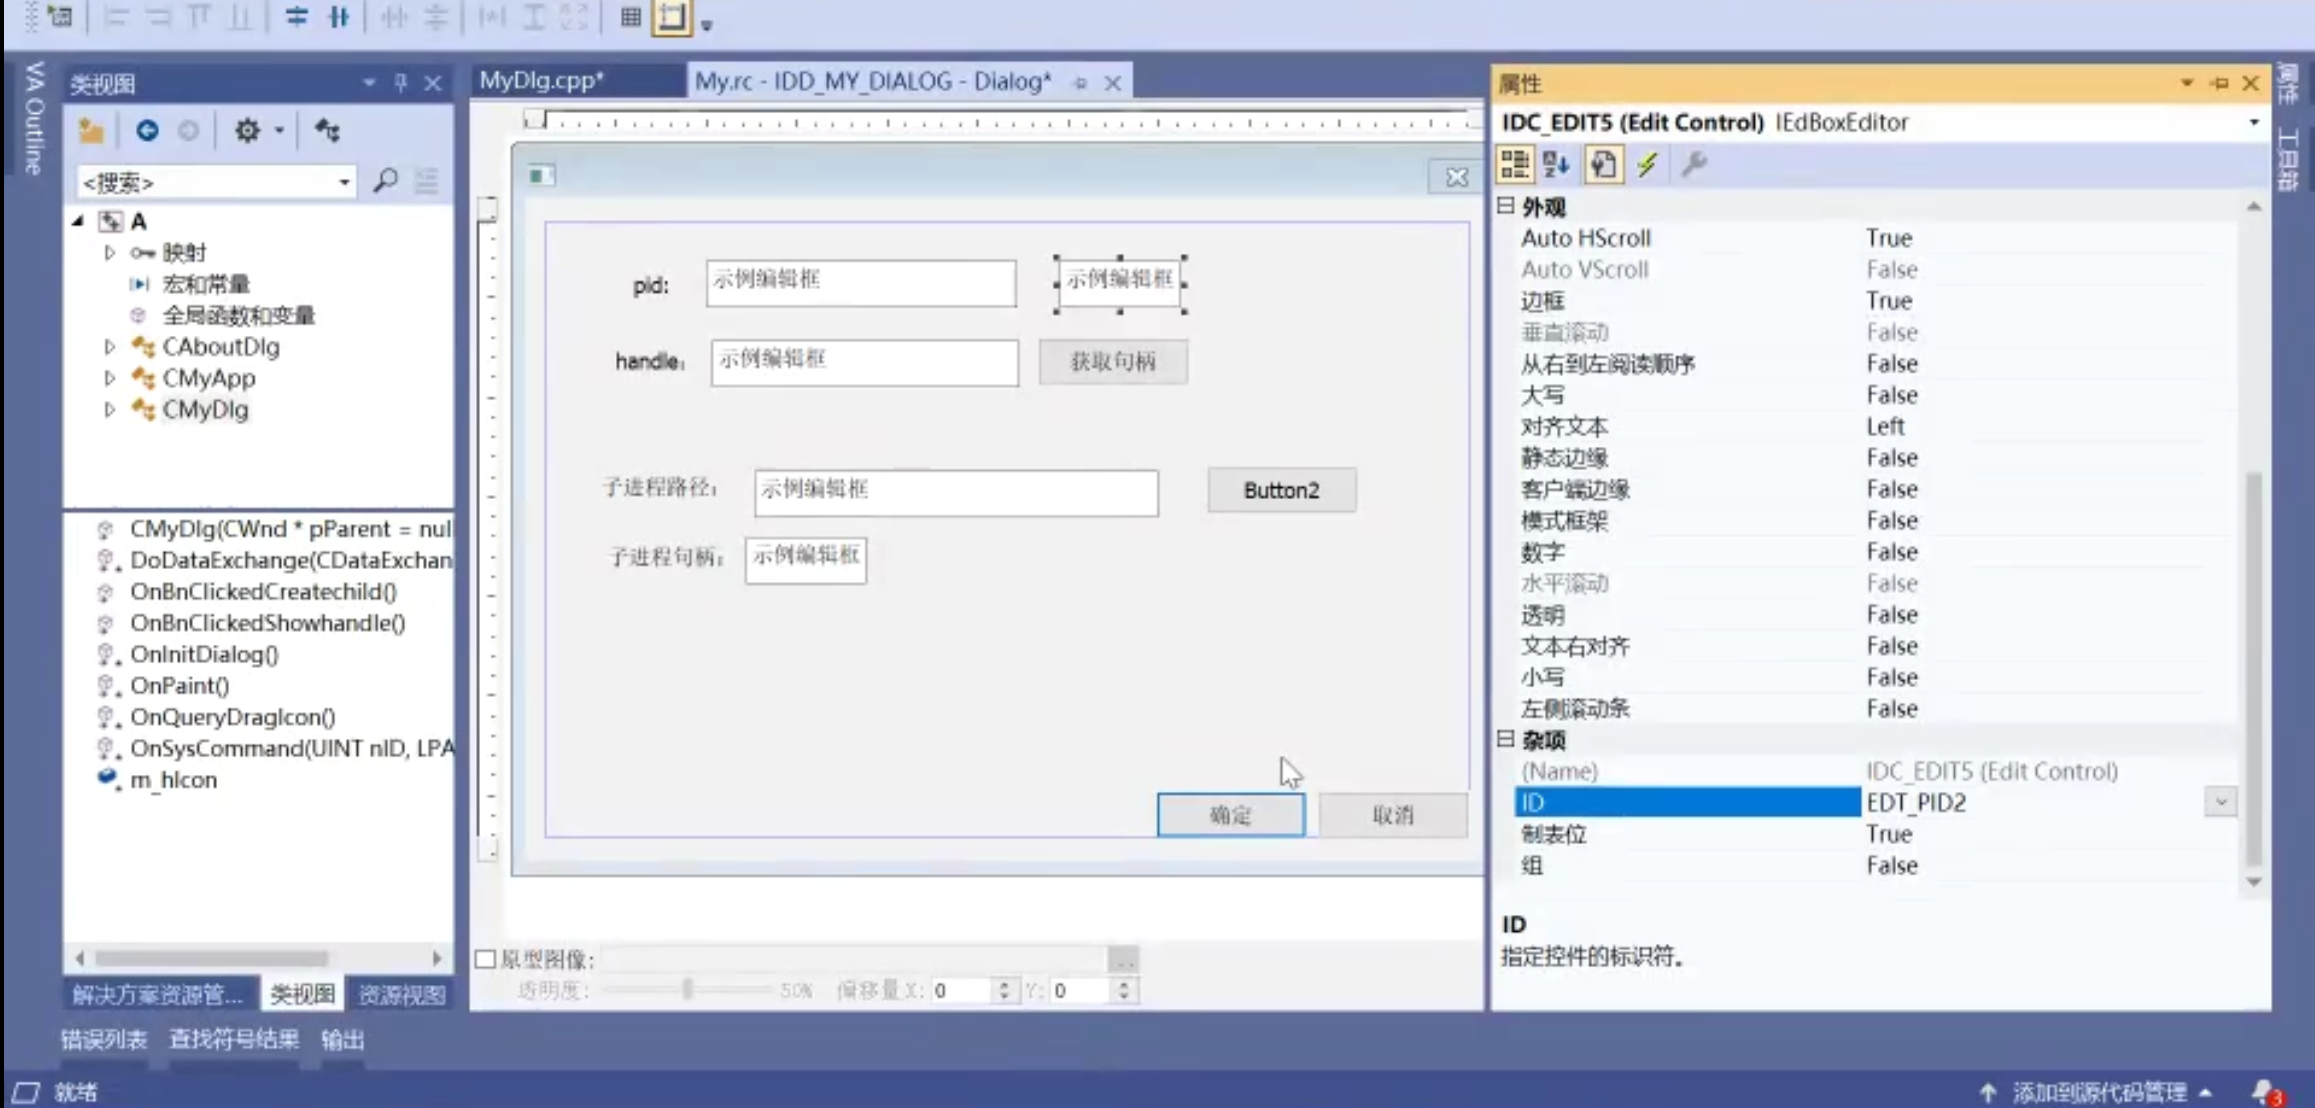 VA Outline
类视图
<搜索>
A
映射
宏和常量
全局函数和变量
CAboutDlg
CMyApp
CMyDlg
CMyDlg(CWnd * pParent = nul
DoDataExchange(CDataExchan
OnBnClickedCreatechild()
OnBnClickedShowhandle()
OnInitDialog()
OnPaint()
OnQueryDragIcon()
OnSysCommand(UINT nID, LPA
m_hIcon
解决方案资源管... 类视图 资源视图
MyDlg.cpp* My.rc - IDD_MY_DIALOG - Dialog*
pid: 示例编辑框 示例编辑框
handle: 示例编辑框 获取句柄
子进程路径: 示例编辑框 Button2
子进程句柄: 示例编辑框
确定 取消
原型图像: ...
透明度: 50% 偏移量 X: 0 Y: 0
属性
IDC_EDIT5 (Edit Control) IEdBoxEditor
外观
Auto HScroll True
Auto VScroll False
边框 True
垂直滚动 False
从右到左阅读顺序 False
大写 False
对齐文本 Left
静态边缘 False
客户端边缘 False
模式框架 False
数字 False
水平滚动 False
透明 False
文本右对齐 False
小写 False
左侧滚动条 False
杂项
(Name) IDC_EDIT5 (Edit Control)
ID EDT_PID2
制表位 True
组 False
ID
指定控件的标识符。
属性
工具箱
错误列表 查找符号结果 输出
就绪 添加到源代码管理 3